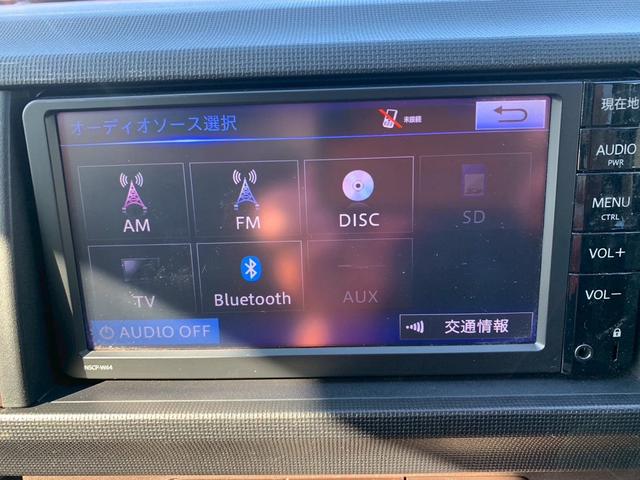 オーディオソース選択
未接続
現在地
AUDIO
PWR
MENU
CTRL
VOL+
VOL−
AM
FM
DISC
SD
TV
Bluetooth
AUX
AUDIO OFF
交通情報
NSCP-W64